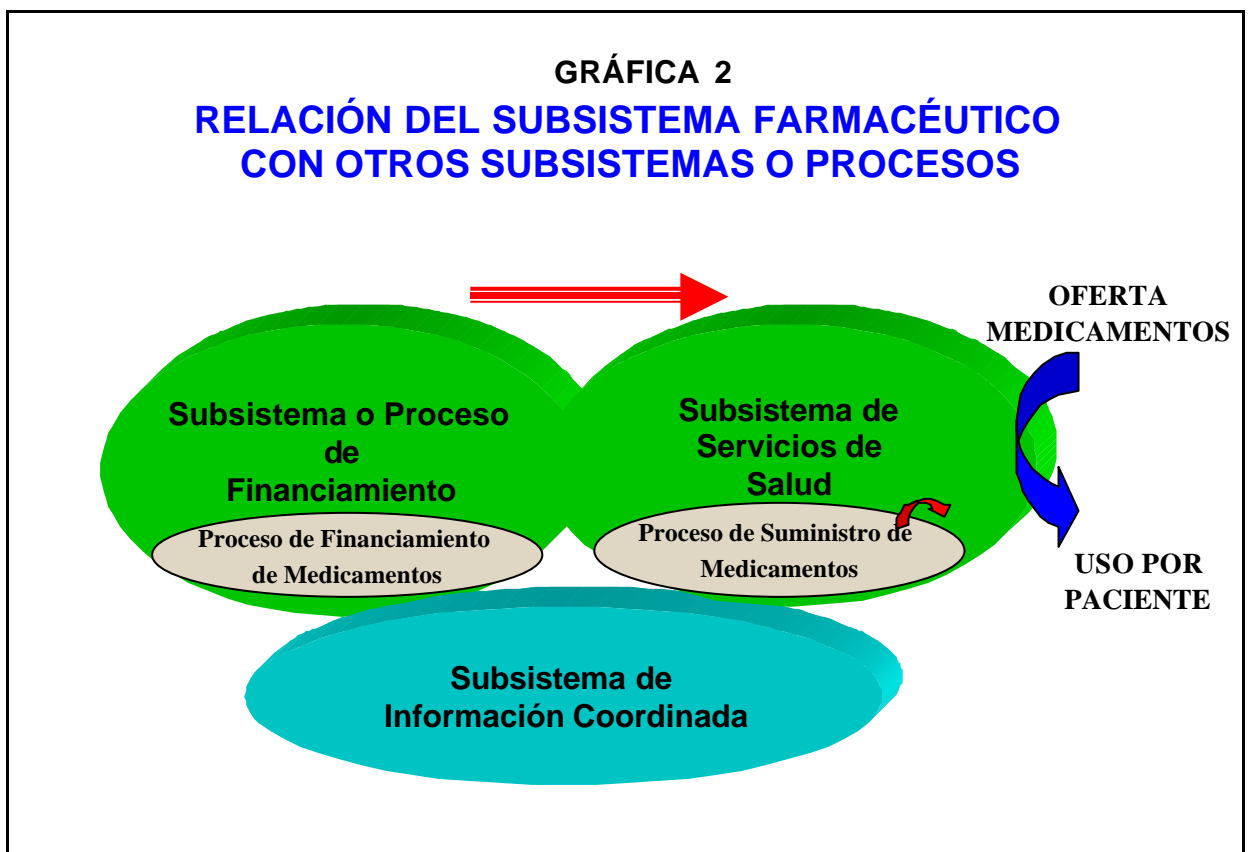 GRÁFICA 2
RELACIÓN DEL SUBSISTEMA FARMACÉUTICO
CON OTROS SUBSISTEMAS O PROCESOS
OFERTA
MEDICAMENTOS
Subsistema o Proceso
de
Financiamiento
Proceso de Financiamiento
de Medicamentos
Subsistema de
Servicios de
Salud
Proceso de Suministro de
Medicamentos
USO POR
PACIENTE
Subsistema de
Información Coordinada